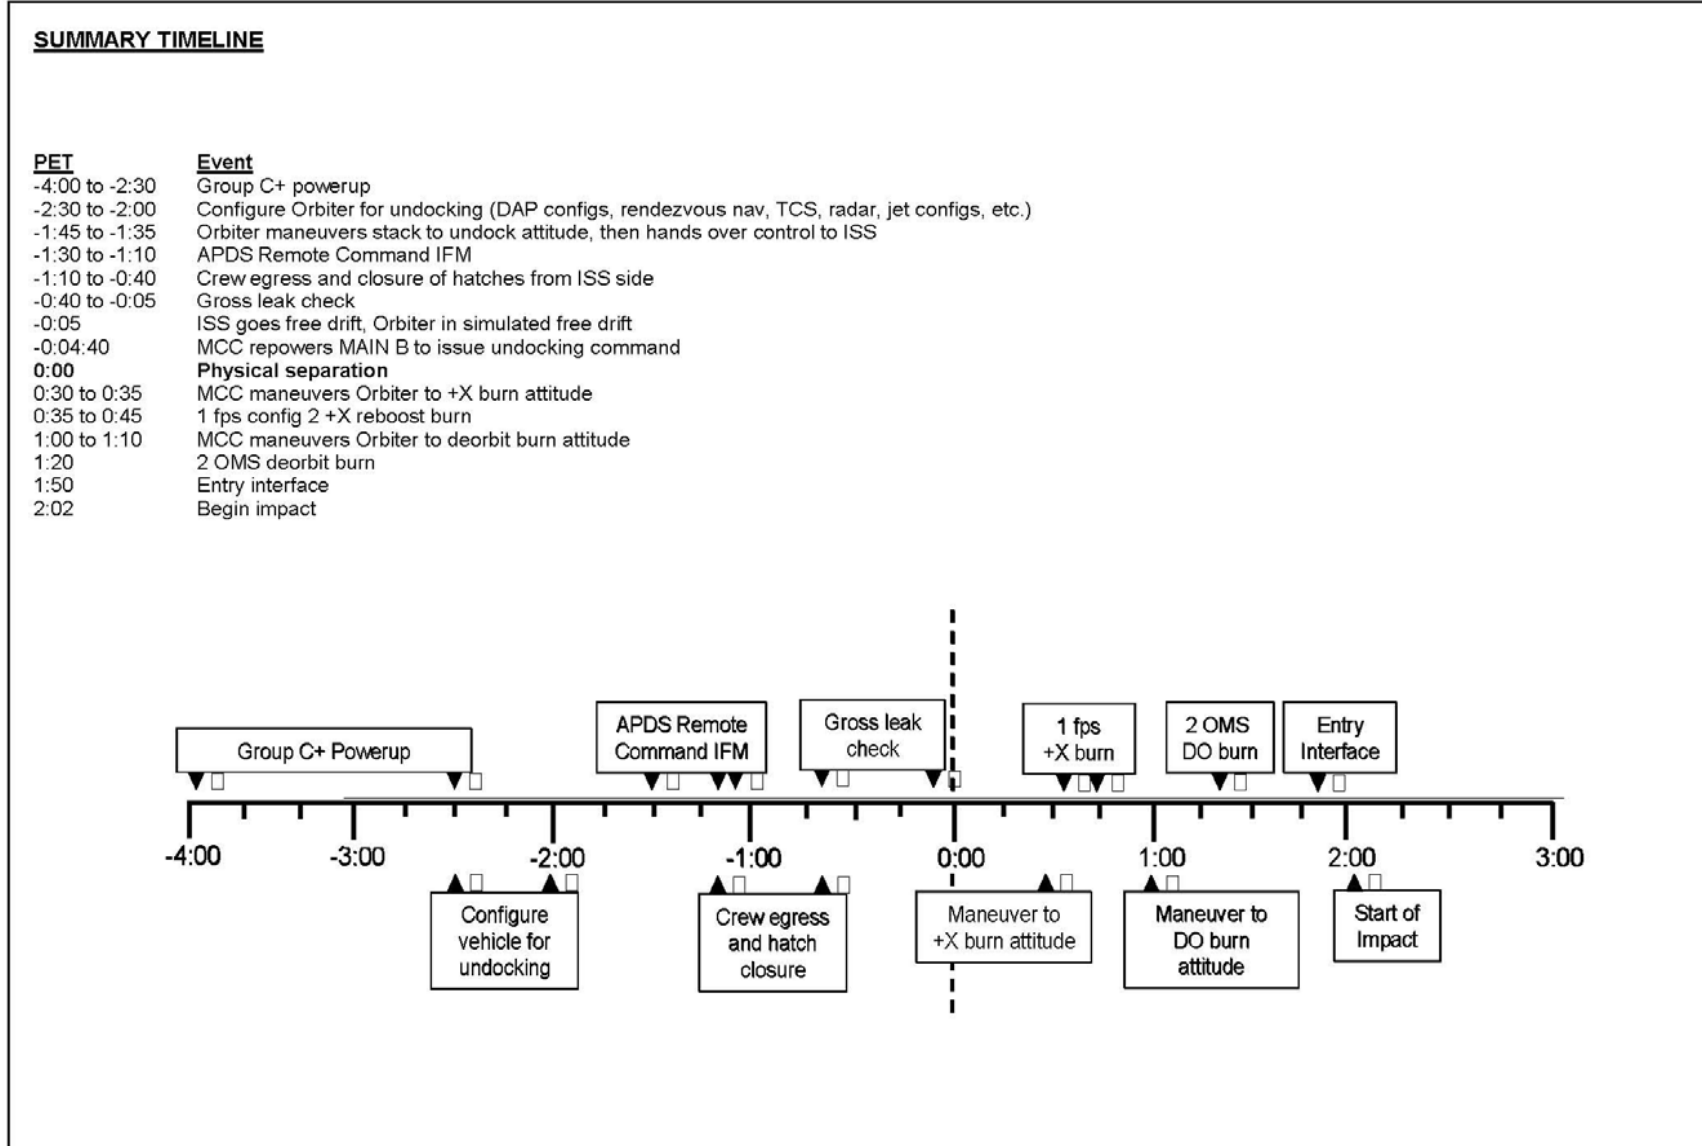 SUMMARY TIMELINE
PET Event
-4:00 to -2:30 Group C+ powerup
-2:30 to -2:00 Configure Orbiter for undocking (DAP configs, rendezvous nav, TCS, radar, jet configs, etc.)
-1:45 to -1:35 Orbiter maneuvers stack to undock attitude, then hands over control to ISS
-1:30 to -1:10 APDS Remote Command IFM
-1:10 to -0:40 Crew egress and closure of hatches from ISS side
-0:40 to -0:05 Gross leak check
-0:05 ISS goes free drift, Orbiter in simulated free drift
-0:04:40 MCC repowers MAIN B to issue undocking command
0:00 Physical separation
0:30 to 0:35 MCC maneuvers Orbiter to +X burn attitude
0:35 to 0:45 1 fps config 2 +X reboost burn
1:00 to 1:10 MCC maneuvers Orbiter to deorbit burn attitude
1:20 2 OMS deorbit burn
1:50 Entry interface
2:02 Begin impact
Group C+ Powerup
APDS Remote
Command IFM
Gross leak
check
1 fps
+X burn
2 OMS
DO burn
Entry
Interface
-4:00 -3:00 -2:00 -1:00 0:00 1:00 2:00 3:00
Configure
vehicle for
undocking
Crew egress
and hatch
closure
Maneuver to
+X burn attitude
Maneuver to
DO burn
attitude
Start of
Impact